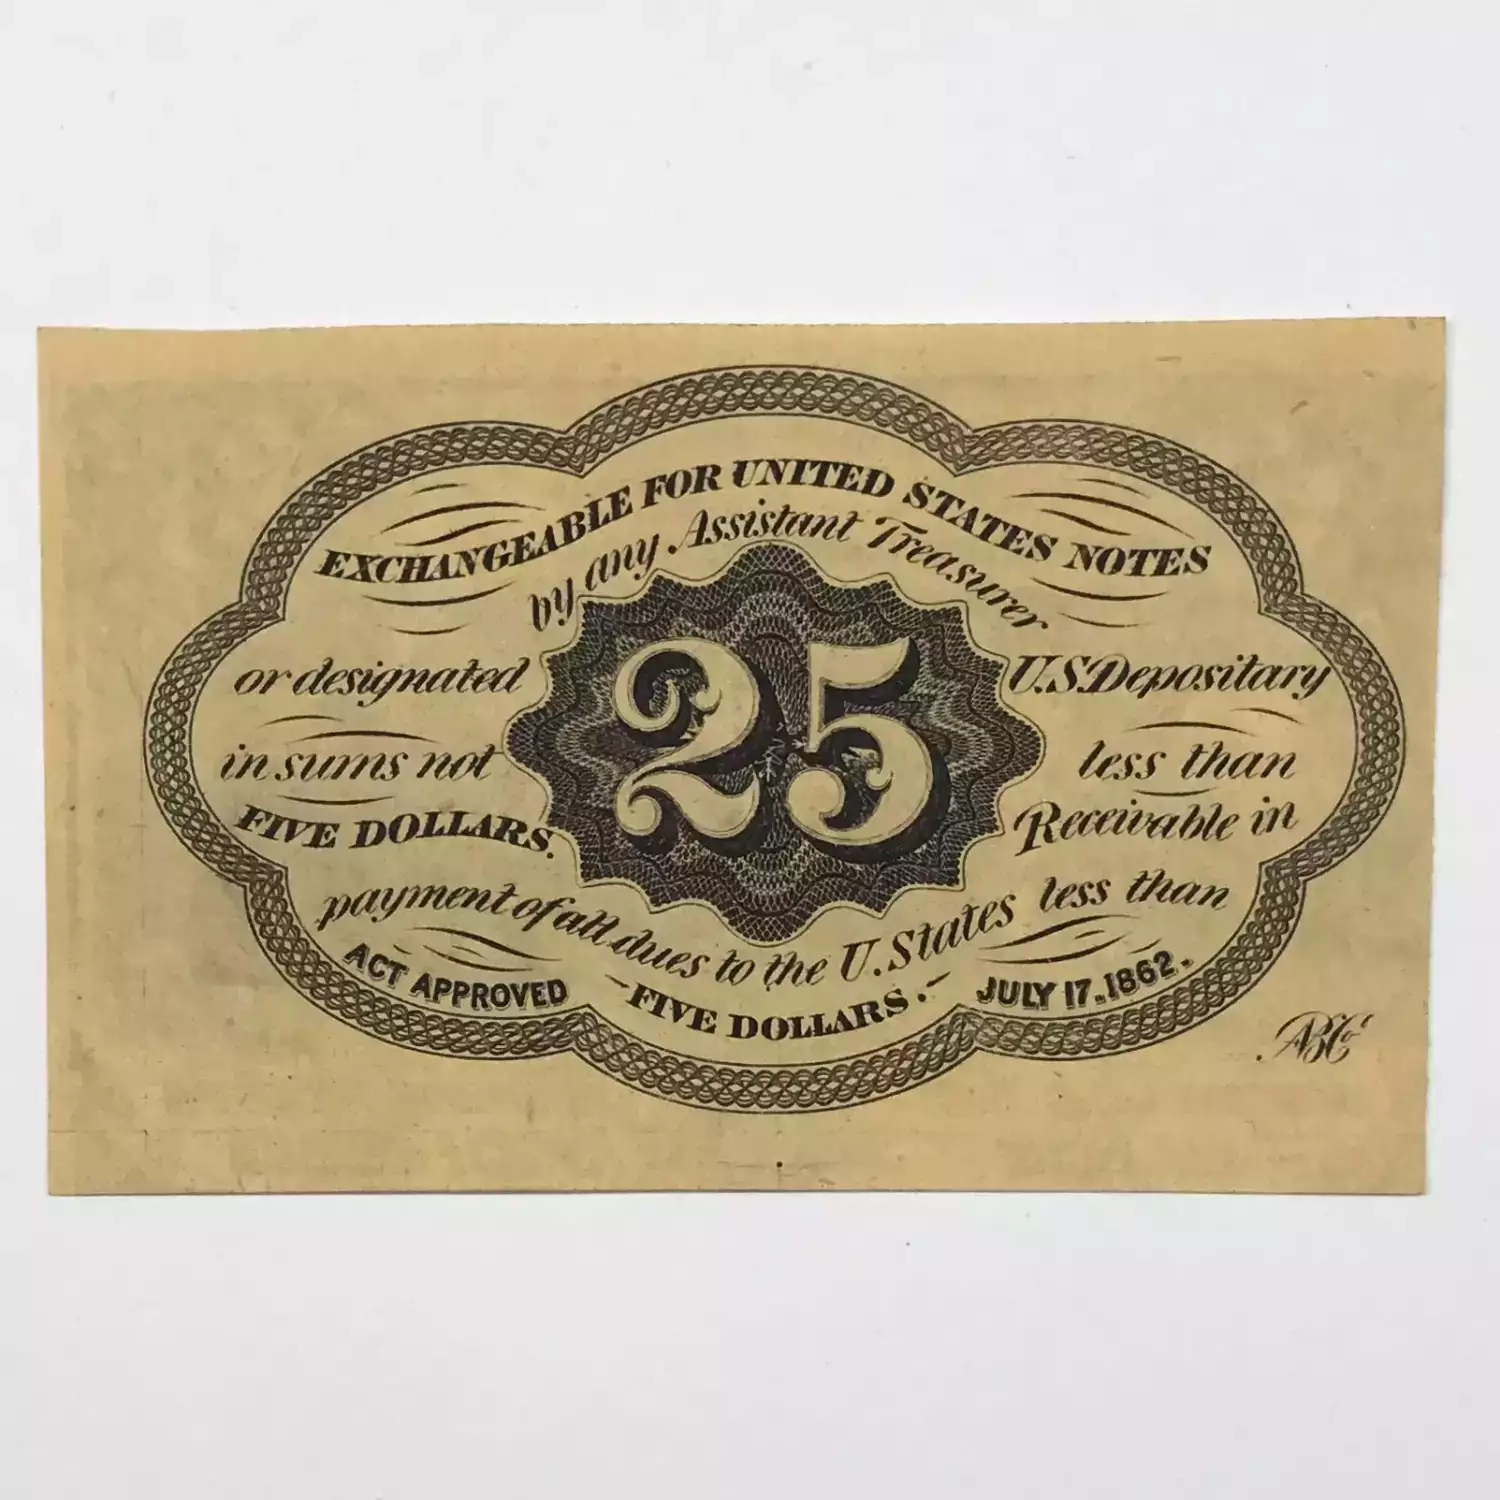 EXCHANGEABLE FOR UNITED STATES NOTES
by any Assistant Treasurer
or designated U.S. Depositary
in sums not less than
FIVE DOLLARS. Receivable in
payment of all dues to the U. States less than
FIVE DOLLARS.
ACT APPROVED JULY 17. 1862.
25
ABCo